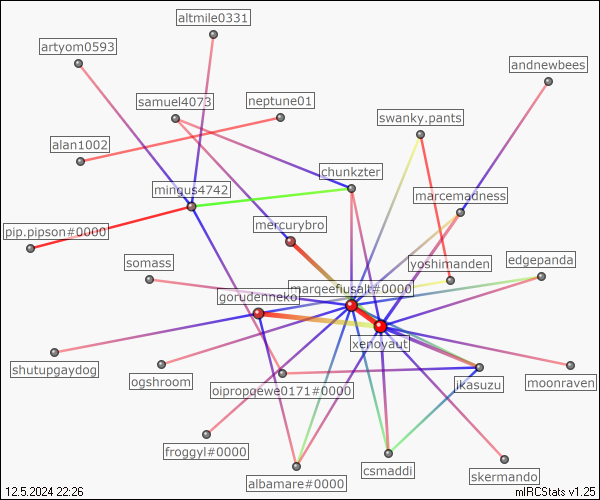 altmile0331
artyom0593
andnewbees
samuel4073
neptune01
swanky.pants
alan1002
chunkzter
mingus4742
marcemadness
mercurybro
pip.pipson#0000
somass
yoshimanden
edgepanda
marqeefusalt#0000
gorudenneko
xenoyaut
shutupgaydog
ogshroom
oipropqewe0171#0000
ikasuzu
moonraven
froggyl#0000
albamare#0000
csmaddi
skermando
12.5.2024 22:26
mIRCStats v1.25